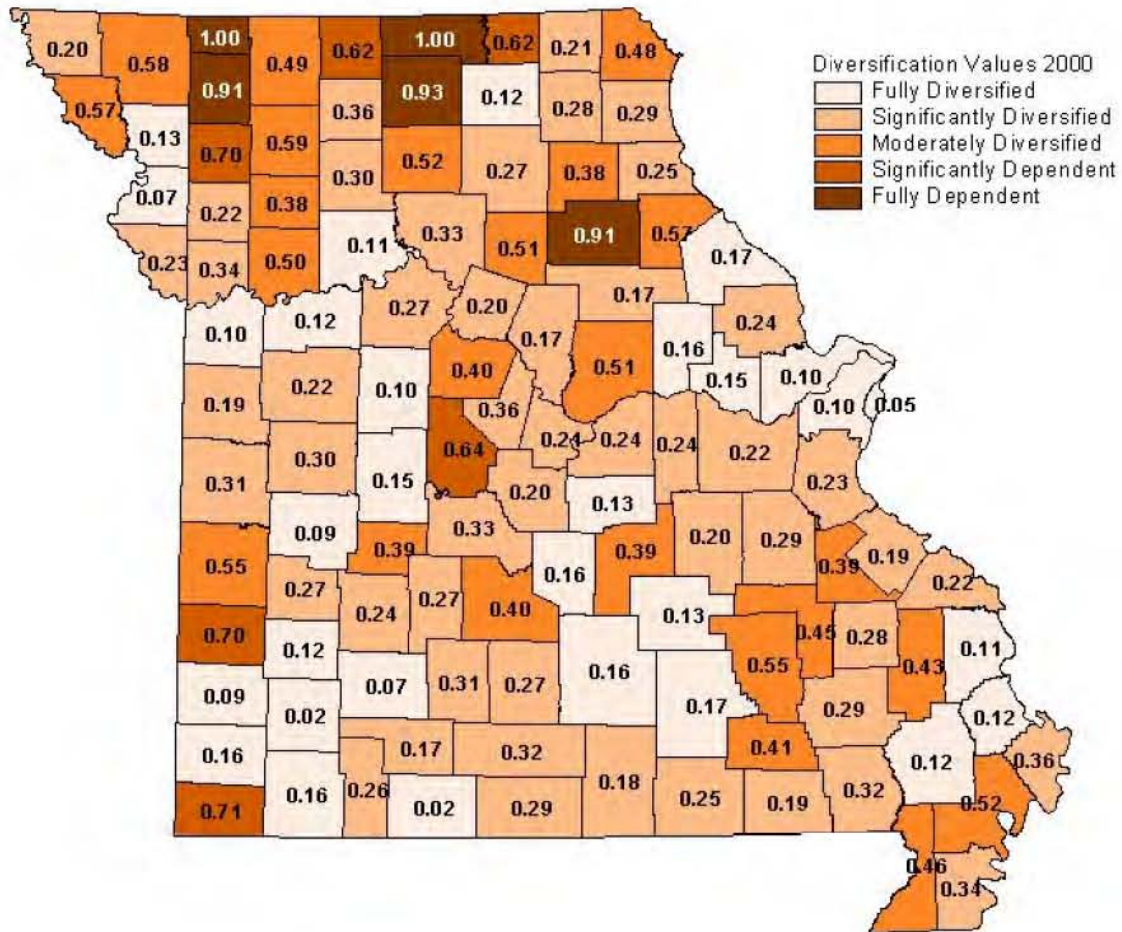 Diversification Values 2000
Fully Diversified
Significantly Diversified
Moderately Diversified
Significantly Dependent
Fully Dependent
0.20 0.58 1.00 0.49 0.62 1.00 0.62 0.21 0.48
0.57 0.13 0.91 0.36 0.93 0.12 0.28 0.29
0.70 0.59 0.30 0.52 0.27 0.38 0.25
0.07 0.22 0.38 0.33 0.51 0.91 0.57 0.17
0.23 0.34 0.50 0.11
0.10 0.12 0.27 0.20 0.17 0.17 0.24
0.19 0.22 0.10 0.40 0.51 0.16 0.15 0.10 0.10 0.05
0.36 0.24 0.24 0.24 0.22
0.31 0.30 0.15 0.64 0.20 0.13 0.23
0.09 0.33 0.20 0.29 0.19
0.55 0.39 0.16 0.39 0.39 0.22
0.27 0.24 0.27 0.40 0.13
0.70 0.12 0.45 0.28 0.43 0.11
0.09 0.07 0.31 0.27 0.16 0.55
0.02 0.17 0.29 0.12
0.16 0.17 0.32 0.41 0.12 0.36
0.71 0.16 0.26 0.02 0.29 0.18 0.25 0.19 0.32 0.52
0.46 0.34